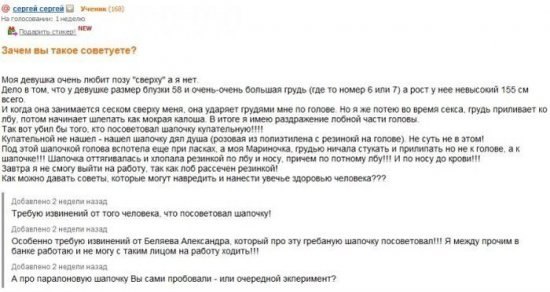 @ сергей сергей Ученик (168)
На голосовании: 1 неделю
Подарить стикер! NEW
Зачем вы такое советуете?
Моя девушка очень любит позу "сверху" а я нет.
Дело в том, что у девушке размер блузки 58 и очень-очень большая грудь (где то номер 6 или 7) а рост у нее невысокий 155 см
всего.
И когда она занимается сеском сверху меня, она ударяет грудями мне по голове. Но я же потею во время секса, грудь приливает ко
лбу, потом начинает шлепать как мокрая калоша. В итоге я имею раздражение лобной части головы.
Так вот убил бы того, кто посоветовал шапочку купательную!!!!
Купательной не нашел - нашел шапочку дял душа (розовая из полиэтилена с резинкй на голове). Не суть не в этом!
Под этой шапочкой голова вспотела еще при ласках, а моя Мариночка, грудью ничала стукать и прилипать но не к голове, а к
шапочке!!! Шапочка оттягивалась и хлопала резинкой по лбу и носу, причем по потному лбу!!! И по носу до крови!!!
Завтра я не смогу выйти на работу, так как лоб рассечен резинкой!
Как можно давать советы, которые могут навредить и нанести увечье здоровью человека???
Добавлено 2 недели назад
Требую извинений от того человека, что посоветовал шапочку!
Добавлено 2 недели назад
Особенно требую извинений от Беляева Александра, который про эту гребаную шапочку посоветовал!!! Я между прочим в
банке работаю и не могу с таким лицом на работу ходить!!!
Добавлено 2 недели назад
А про паралоновую шапочку Вы сами пробовали - или очередной экперимент?